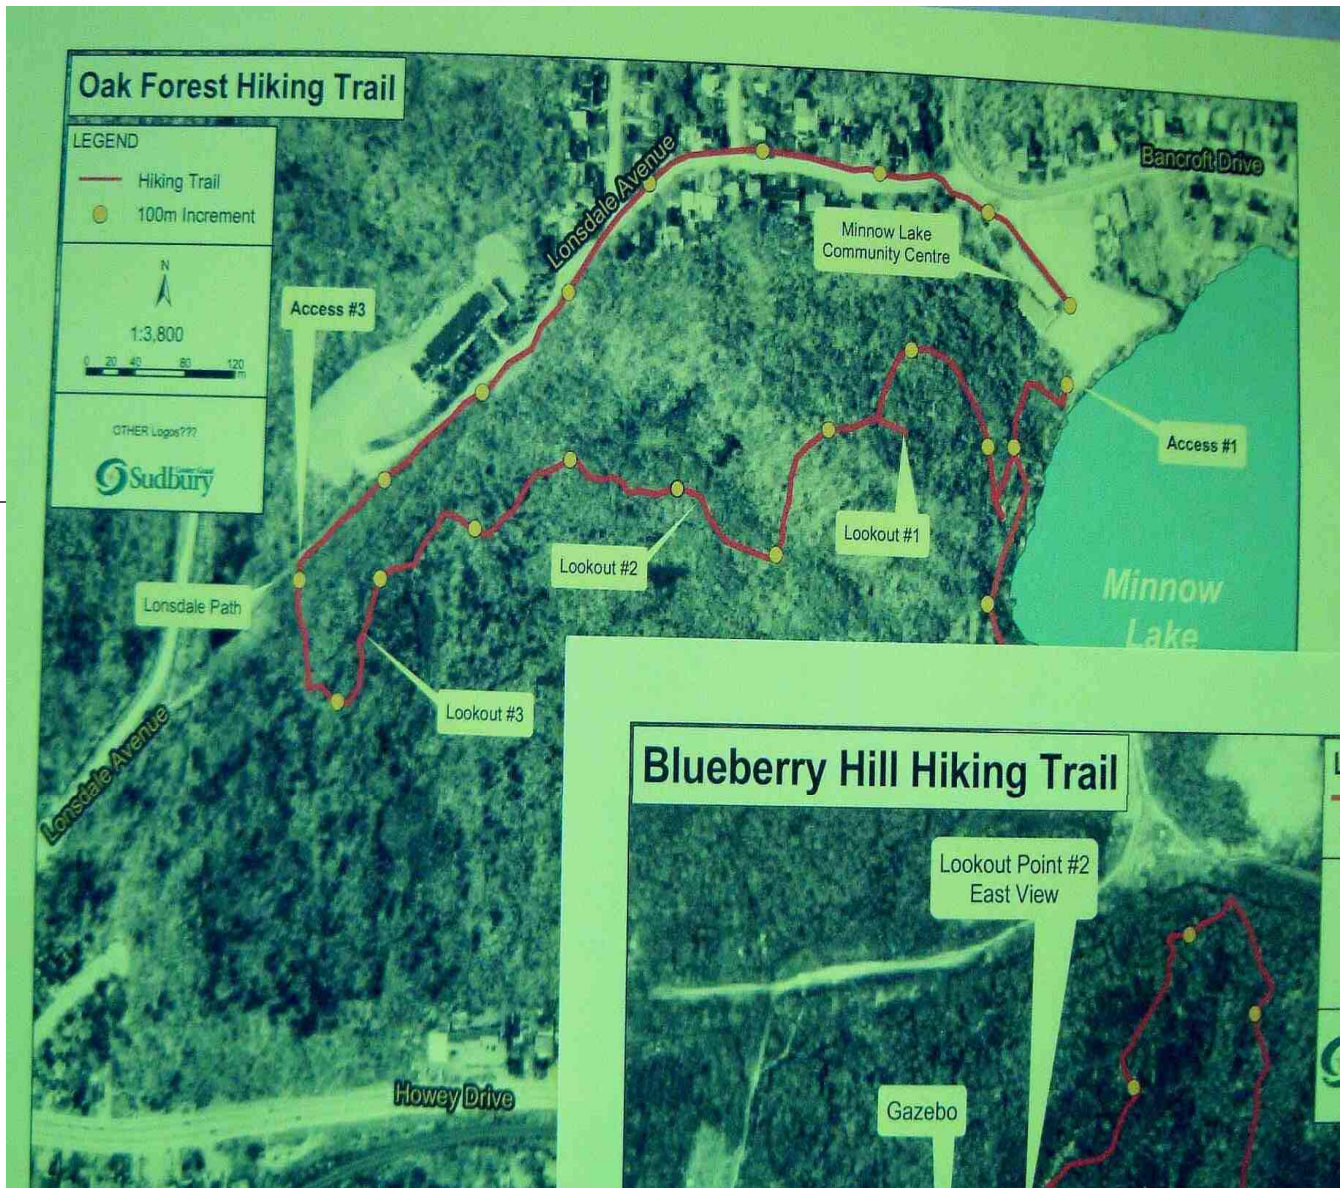 Oak Forest Hiking Trail
LEGEND
Hiking Trail
100m Increment
N
1:3,800
0 20 40 80 120
m
OTHER Logos???
Sudbury
Access #3
Lonsdale Avenue
Bancroft Drive
Minnow Lake
Community Centre
Access #1
Lookout #1
Lookout #2
Lonsdale Path
Lookout #3
Minnow
Lake
Lonsdale Avenue
Howey Drive
Blueberry Hill Hiking Trail
Lookout Point #2
East View
Gazebo